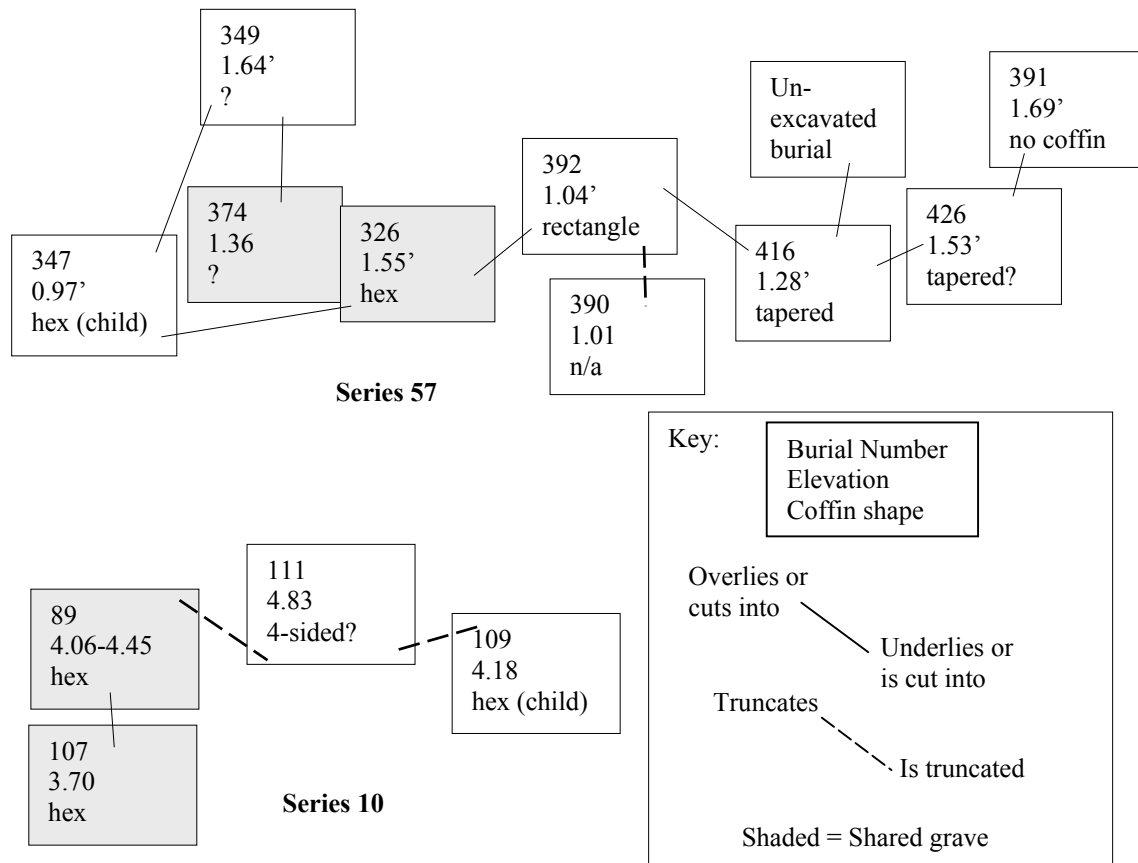 349
1.64’
?
Un-
excavated
burial
391
1.69’
no coffin
392
1.04’
rectangle
374
1.36
?
326
1.55’
hex
426
1.53’
tapered?
347
0.97’
hex (child)
416
1.28’
tapered
390
1.01
n/a
Series 57
111
4.83
4-sided?
89
4.06-4.45
hex
109
4.18
hex (child)
107
3.70
hex
Series 10
Key:
Burial Number
Elevation
Coffin shape
Overlies or
cuts into
Underlies or
is cut into
Truncates
Is truncated
Shaded = Shared grave